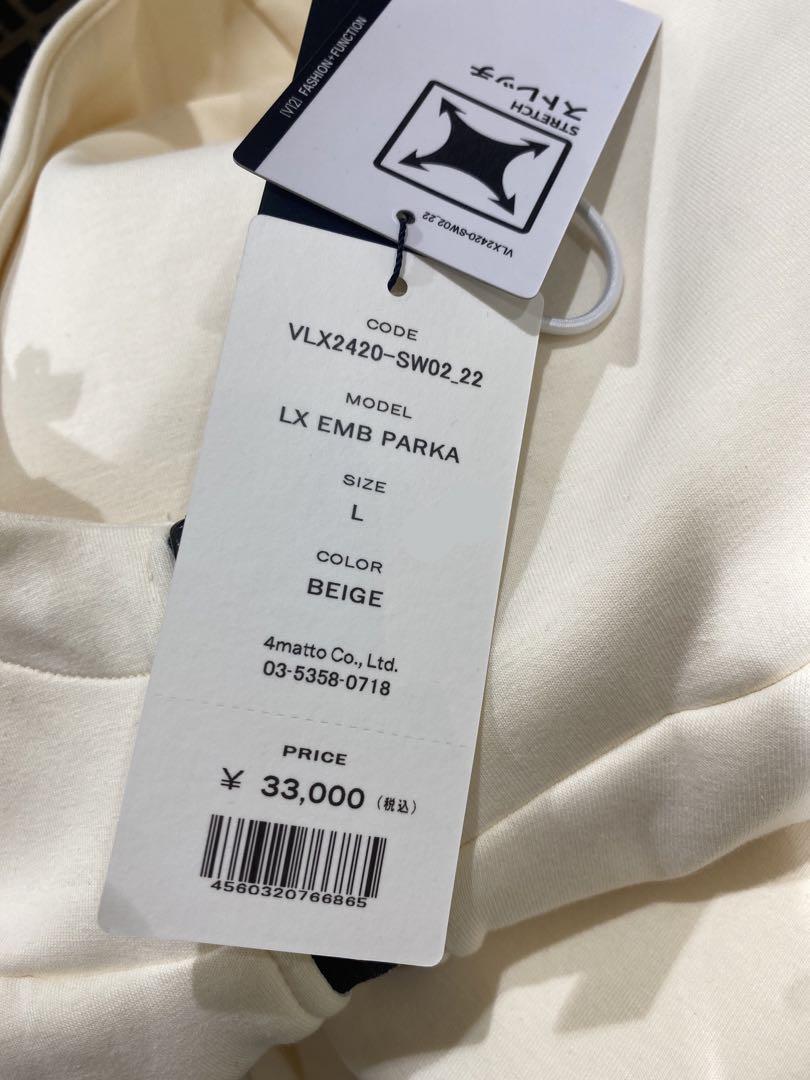 [V12] FASHION+FUNCTION
ストレッチ
STRETCH
VLX2420-SW02_22
CODE
VLX2420-SW02_22
MODEL
LX EMB PARKA
SIZE
L
COLOR
BEIGE
4matto Co., Ltd.
03-5358-0718
PRICE
¥ 33,000 (税込)
4560320766865